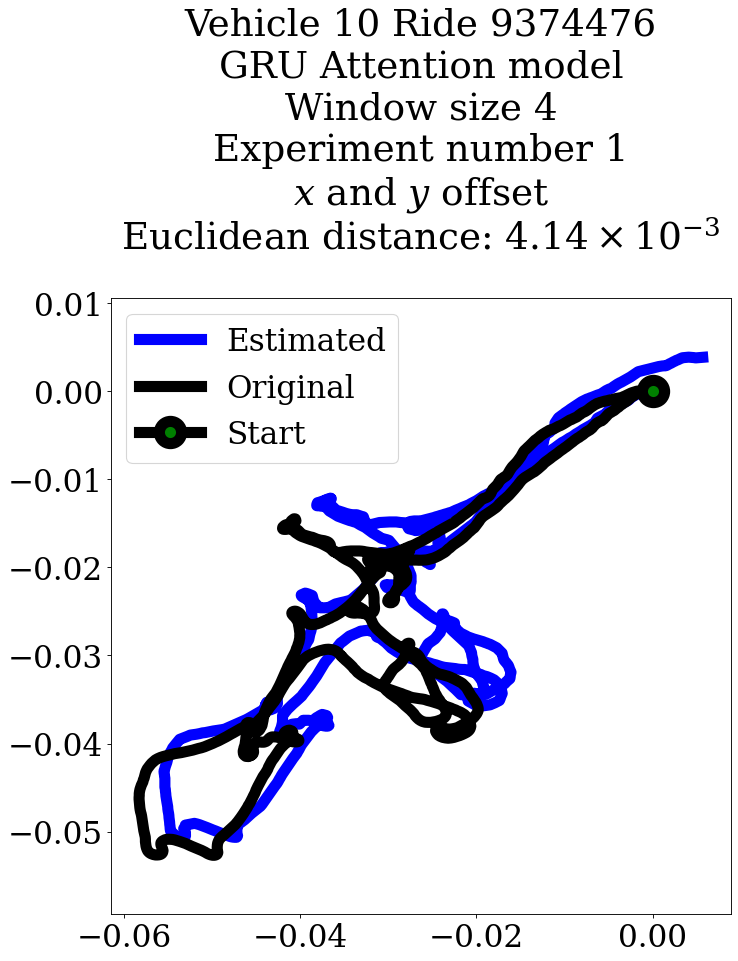 Vehicle 10 Ride 9374476
GRU Attention model
Window size 4
Experiment number 1
x and y offset
Euclidean distance: 4.14 × 10⁻³
0.01
0.00
−0.01
−0.02
−0.03
−0.04
−0.05
Estimated
Original
Start
−0.06 −0.04 −0.02 0.00